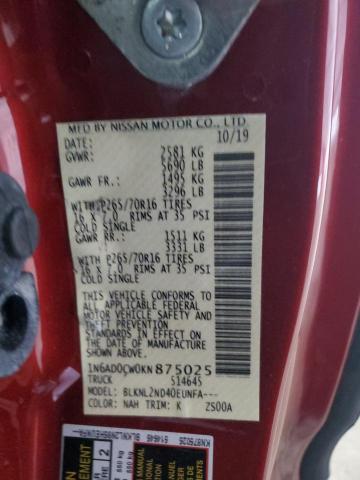 MFD BY NISSAN MOTOR CO., LTD.
DATE: 10/19
GVWR: 2581 KG
5690 LB
GAWR FR.: 1495 KG
3296 LB
WITH P265/70R16 TIRES
16 X 7.0 RIMS AT 35 PSI
COLD SINGLE
GAWR RR.: 1511 KG
3331 LB
WITH P265/70R16 TIRES
16 X 7.0 RIMS AT 35 PSI
COLD SINGLE
THIS VEHICLE CONFORMS TO
ALL APPLICABLE FEDERAL
MOTOR VEHICLE SAFETY AND
THEFT PREVENTION
STANDARDS IN EFFECT ON THE
DATE OF MANUFACTURE SHOWN
ABOVE.
1N6AD0CW0KN875025
TRUCK 514645
MODEL: BLKNL2ND4OEUNFA---
COLOR: NAH TRIM: K ZS00A
KN875025
514645